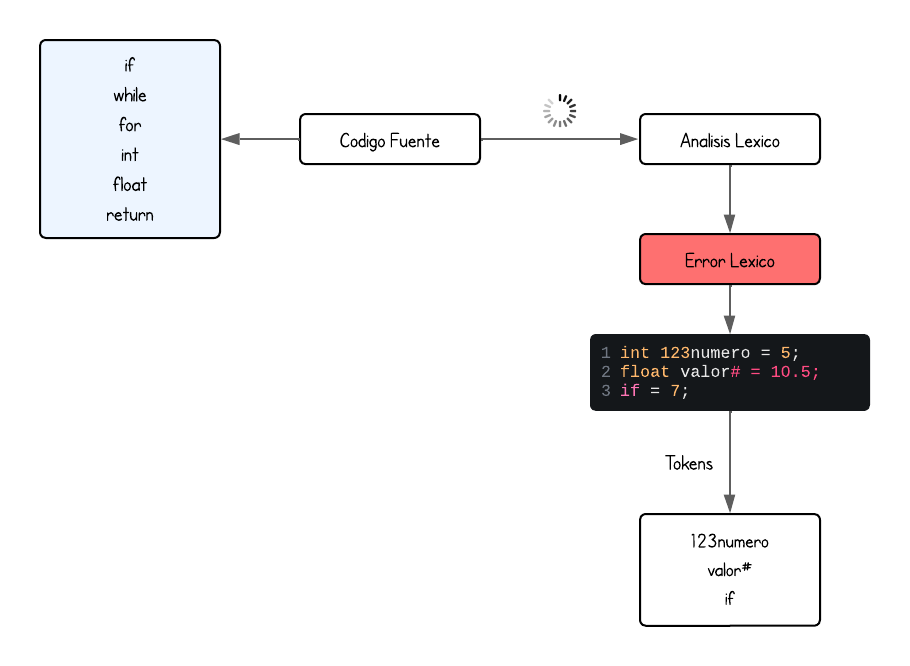 if
while
for
int
float
return
Codigo Fuente
Analisis Lexico
Error Lexico
1 int 123numero = 5;
2 float valor# = 10.5;
3 if = 7;
Tokens
123numero
valor#
if